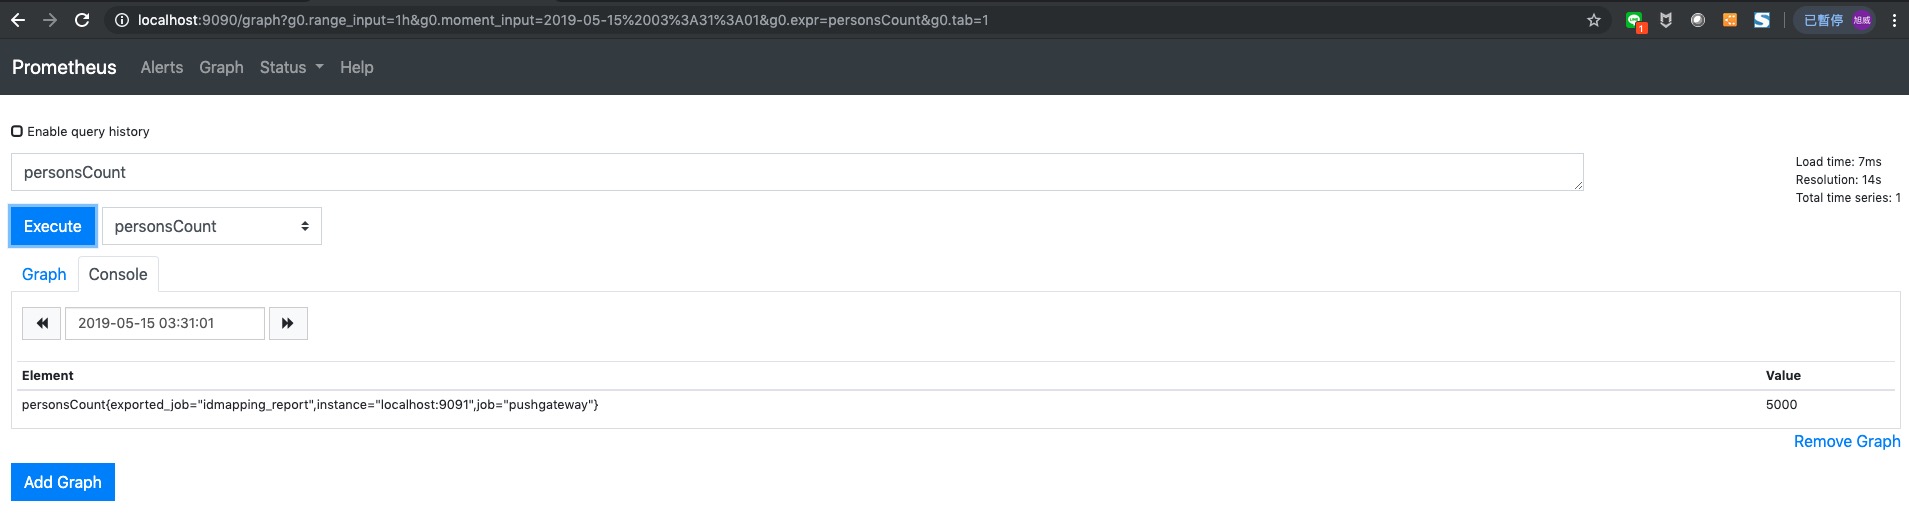 localhost:9090/graph?g0.range_input=1h&g0.moment_input=2019-05-15%2003%3A31%3A01&g0.expr=personsCount&g0.tab=1
1
已暫停
旭威
Prometheus Alerts Graph Status Help
Enable query history
personsCount
Load time: 7ms
Resolution: 14s
Total time series: 1
Execute personsCount
Graph Console
2019-05-15 03:31:01
Element Value
personsCount{exported_job="idmapping_report",instance="localhost:9091",job="pushgateway"} 5000
Remove Graph
Add Graph